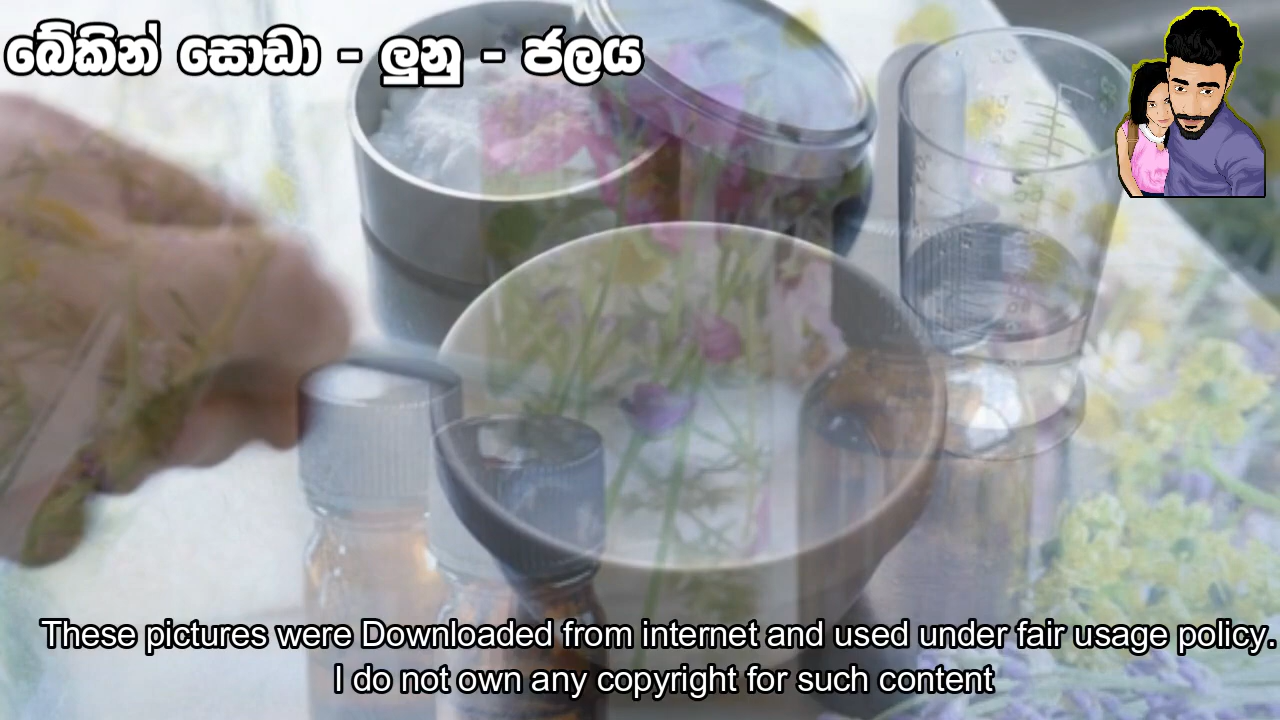 බේකින් සොඩා - ලුනු - ජලය
These pictures were Downloaded from internet and used under fair usage policy.
I do not own any copyright for such content